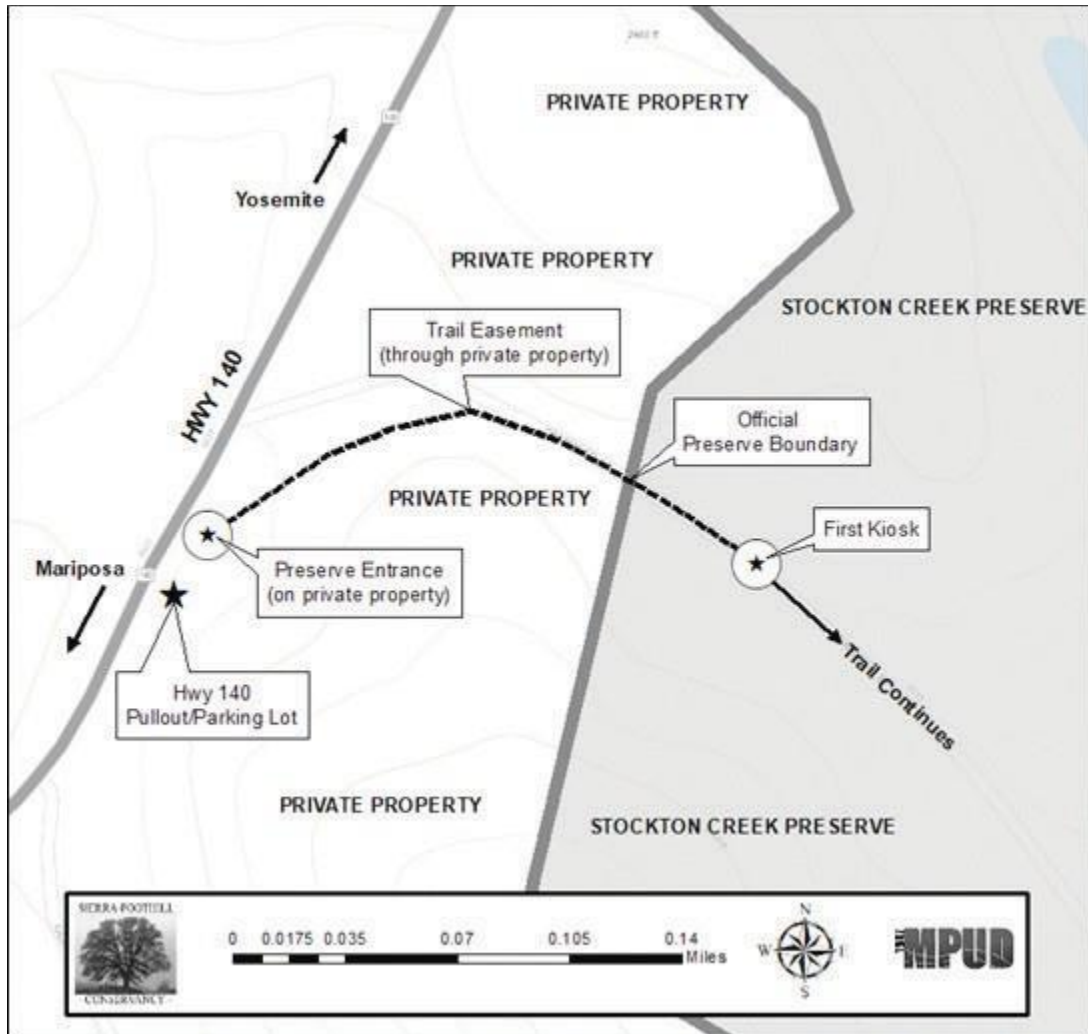 2402 ft
PRIVATE PROPERTY
Yosemite
PRIVATE PROPERTY
STOCKTON CREEK PRESERVE
Trail Easement
(through private property)
HWY 140
Official
Preserve Boundary
PRIVATE PROPERTY
First Kiosk
Mariposa
Preserve Entrance
(on private property)
Hwy 140
Pullout/Parking Lot
Trail Continues
PRIVATE PROPERTY
STOCKTON CREEK PRESERVE
SIERRA FOOTHILL
CONSERVANCY
0 0.0175 0.035 0.07 0.105 0.14
Miles
N
W E
S
MPUD